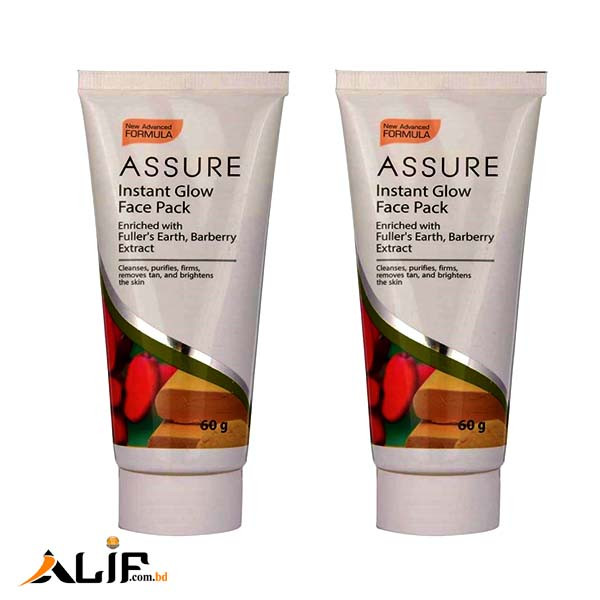 New Advanced
FORMULA
ASSURE
Instant Glow
Face Pack
Enriched with
Fuller's Earth, Barberry
Extract
Cleanses, purifies, firms,
removes tan, and brightens
the skin
60 g
New Advanced
FORMULA
ASSURE
Instant Glow
Face Pack
Enriched with
Fuller's Earth, Barberry
Extract
Cleanses, purifies, firms,
removes tan, and brightens
the skin
60 g
ALIF.com.bd